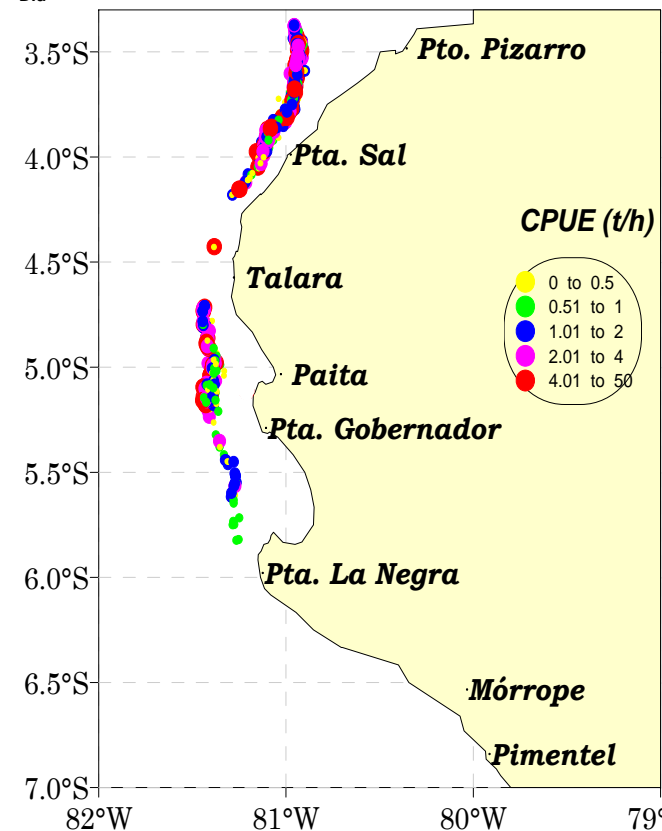 3.5°S
Pto. Pizarro
4.0°S
Pta. Sal
CPUE (t/h)
4.5°S
Talara
0 to 0.5
0.51 to 1
1.01 to 2
2.01 to 4
4.01 to 50
5.0°S
Paita
Pta. Gobernador
5.5°S
6.0°S
Pta. La Negra
6.5°S
Mórrope
Pimentel
7.0°S
82°W 81°W 80°W 79°